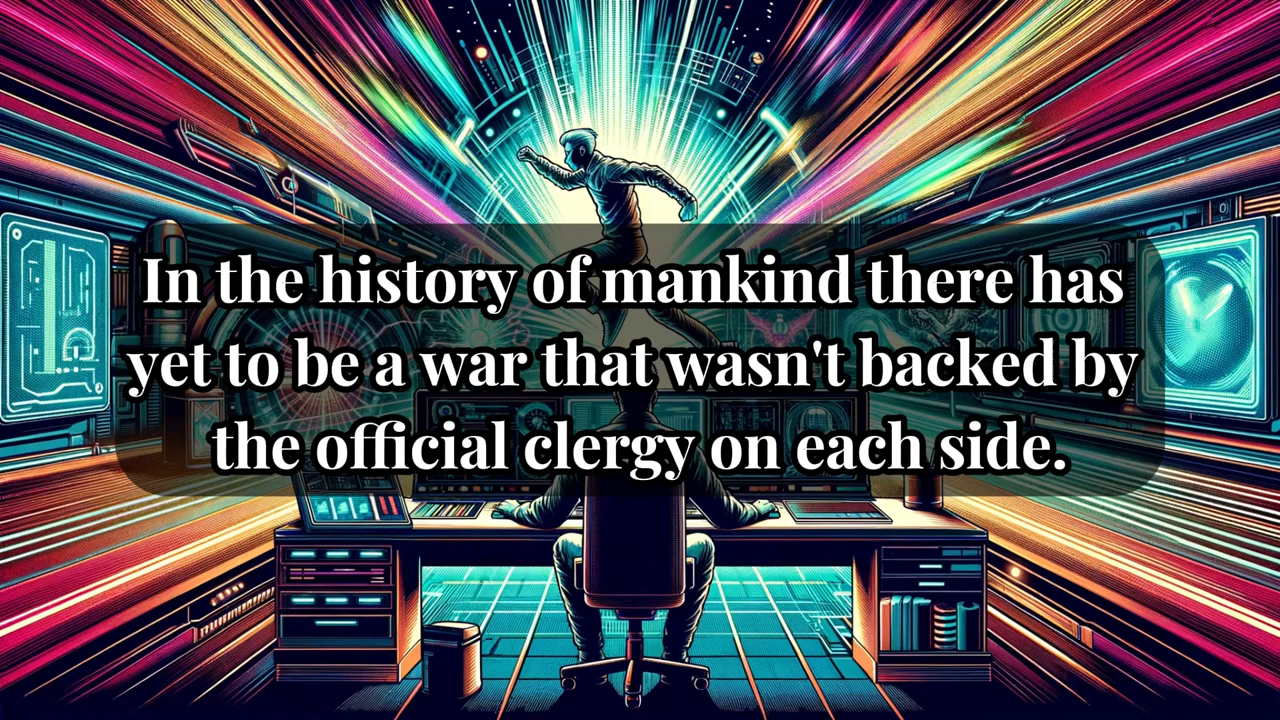 In the history of mankind there has
yet to be a war that wasn't backed by
the official clergy on each side.